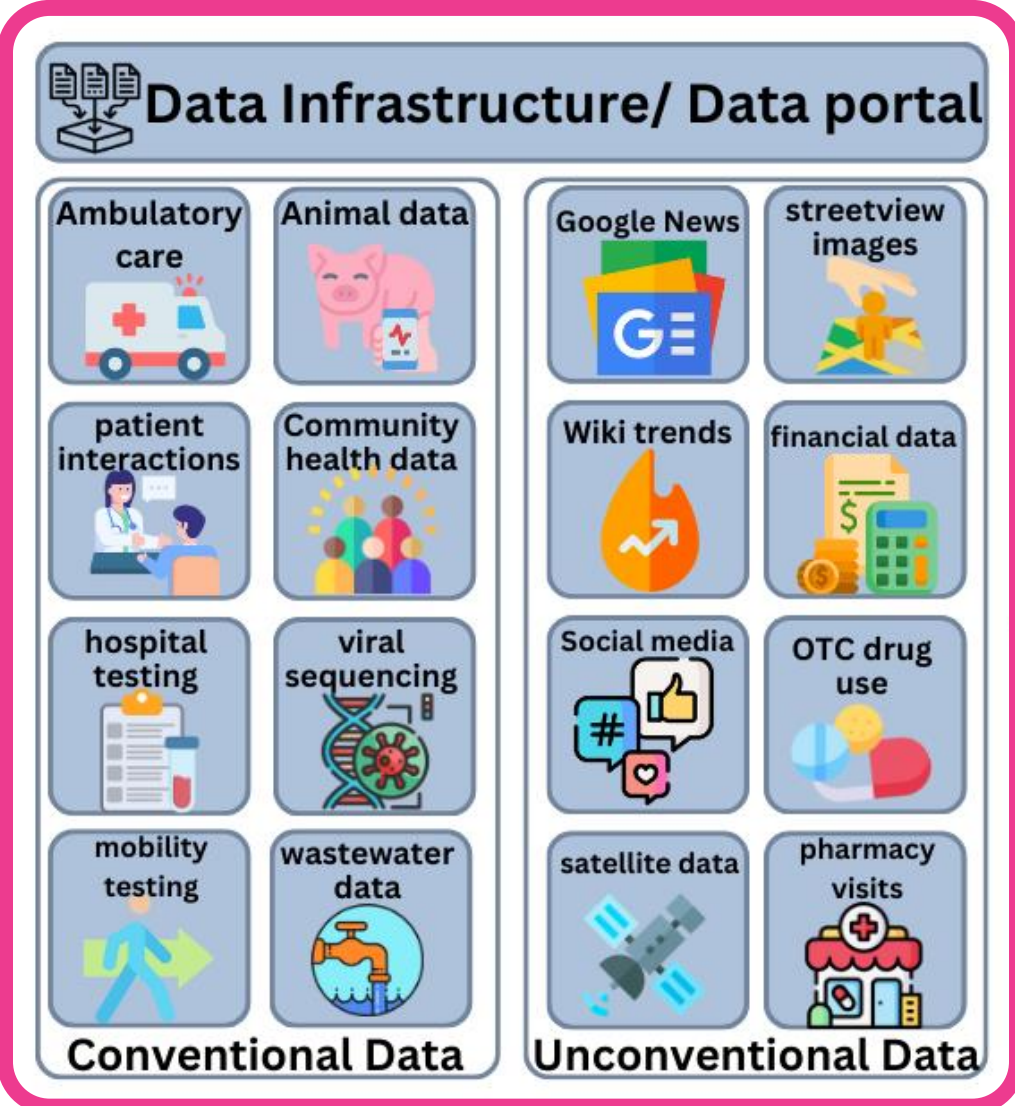 Data Infrastructure/ Data portal
Ambulatory
care
Animal data
patient
interactions
Community
health data
hospital
testing
viral
sequencing
mobility
testing
wastewater
data
Conventional Data
Google News
GE
streetview
images
Wiki trends
financial data
$
$
Social media
#
OTC drug
use
satellite data
pharmacy
visits
Unconventional Data